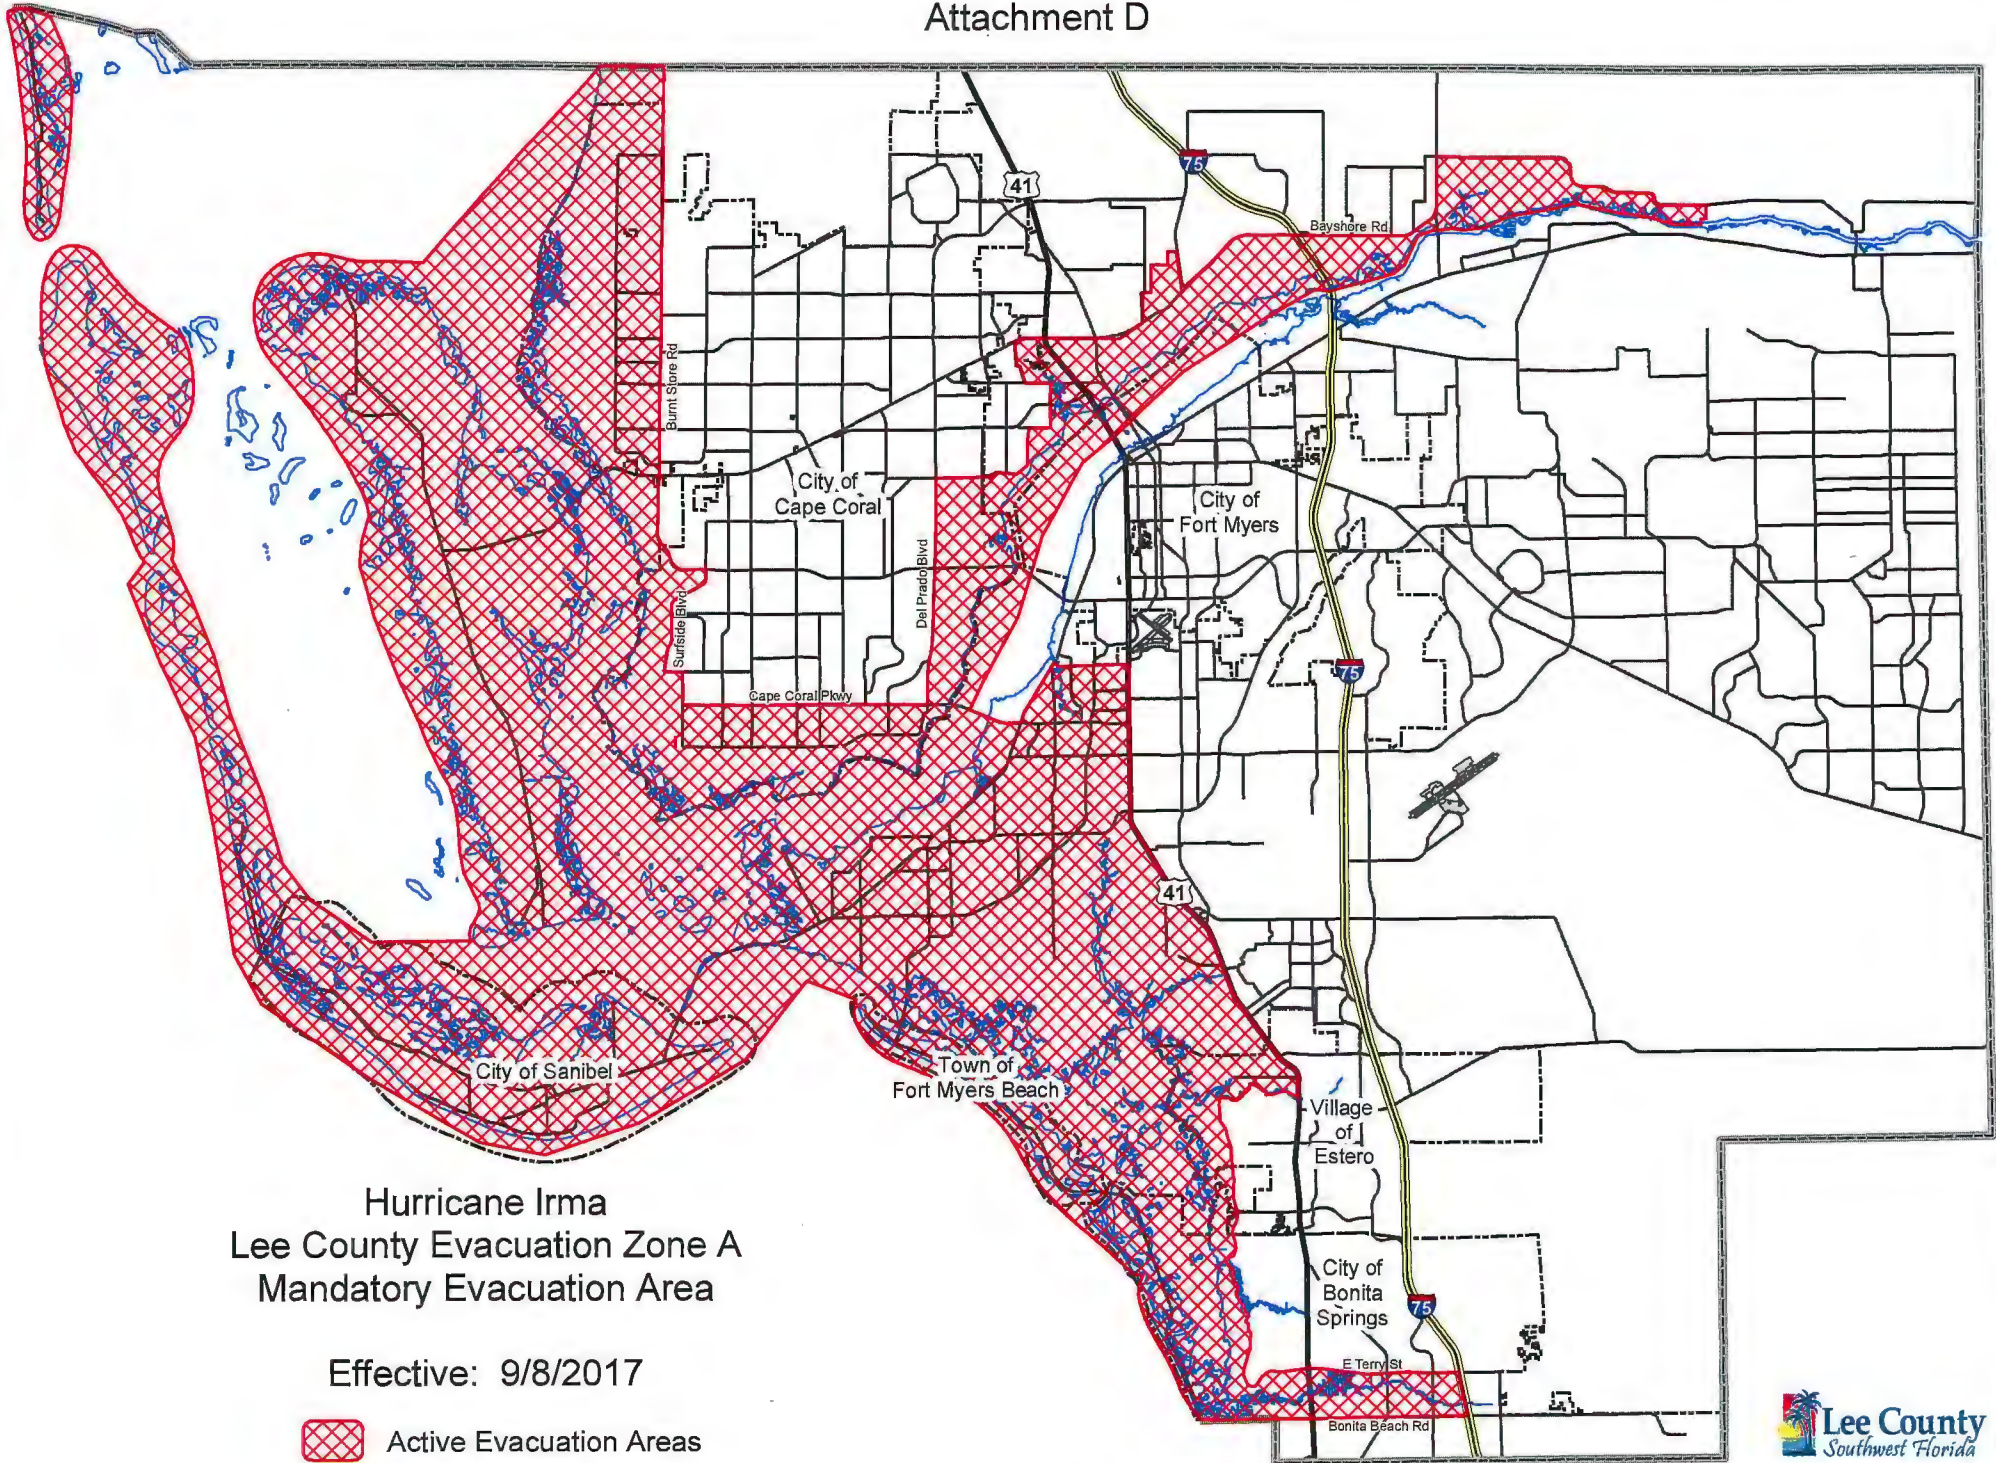 Attachment D
75
41
Bayshore Rd
Burnt Store Rd
City of
Cape Coral
City of
Fort Myers
Del Prado Blvd
Surfside Blvd
75
Cape Coral Pkwy
41
City of Sanibel
Town of
Fort Myers Beach
Village
of
Estero
Hurricane Irma
Lee County Evacuation Zone A
Mandatory Evacuation Area
City of
Bonita
Springs
75
Effective: 9/8/2017
E Terry St
Bonita Beach Rd
Active Evacuation Areas
Lee County
Southwest Florida